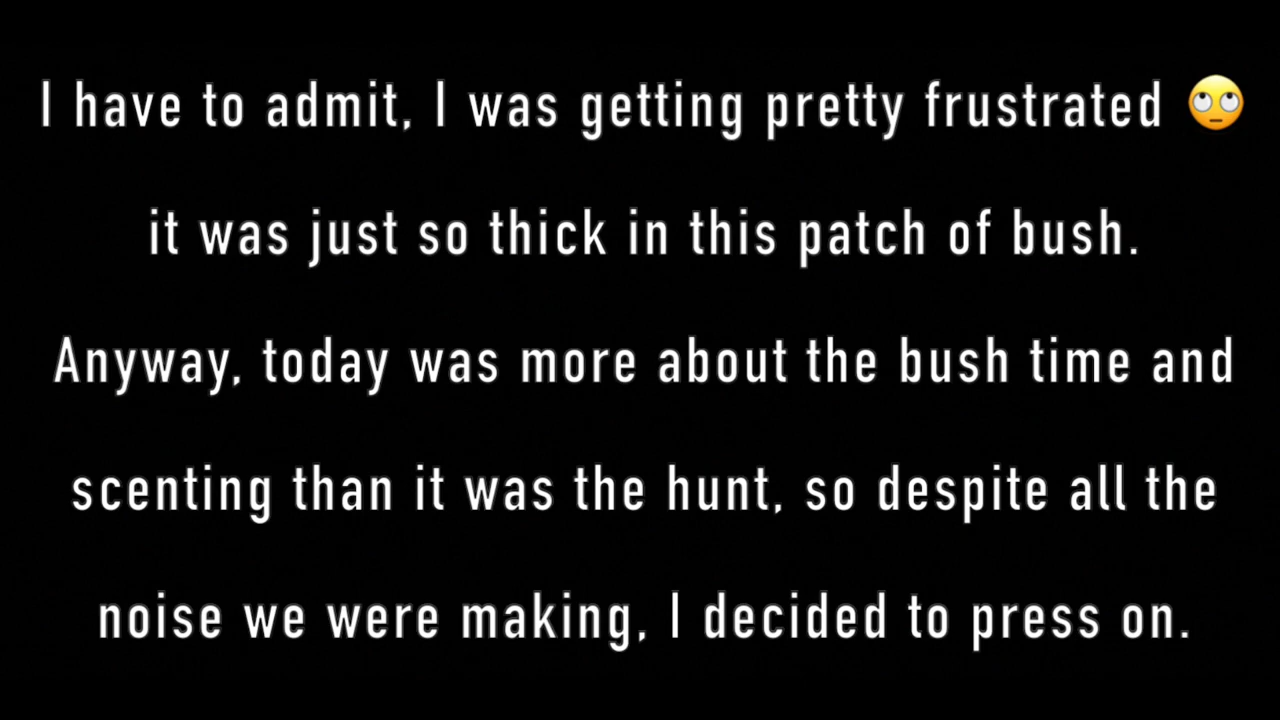 I have to admit, I was getting pretty frustrated 🙄
it was just so thick in this patch of bush.
Anyway, today was more about the bush time and
scenting than it was the hunt, so despite all the
noise we were making, I decided to press on.